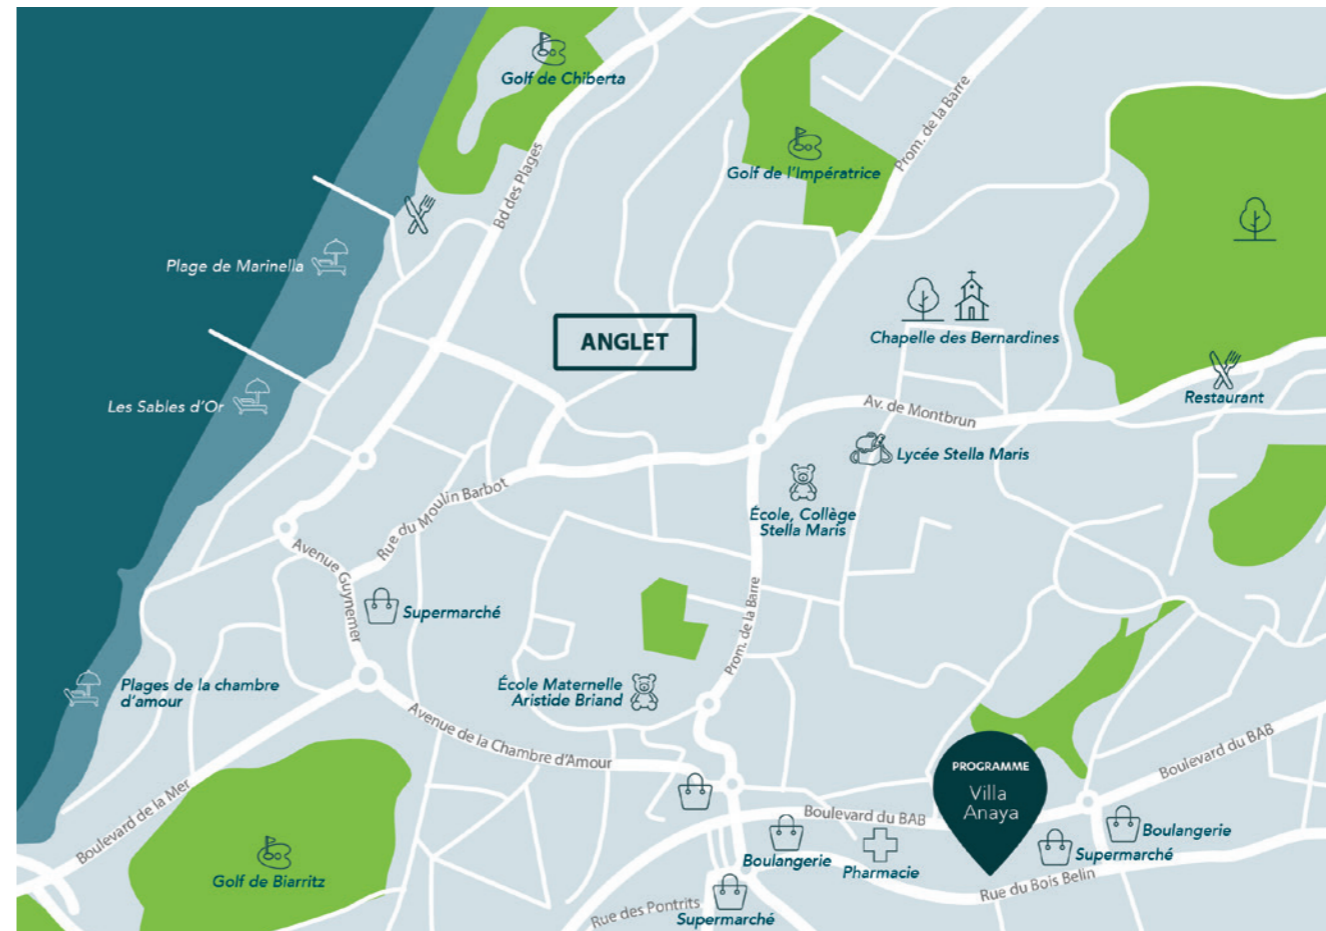 Golf de Chiberta
Prom. de la Barre
Bd des Plages
Golf de l'Impératrice
Plage de Marinella
ANGLET
Chapelle des Bernardines
Les Sables d'Or
Av. de Montbrun
Restaurant
Lycée Stella Maris
Rue du Moulin Barbot
École, Collège
Stella Maris
Avenue Guynemer
Supermarché
Prom. de la Barre
Plages de la chambre
d'amour
École Maternelle
Aristide Briand
Avenue de la Chambre d'Amour
Boulevard de la Mer
PROGRAMME
Villa
Anaya
Boulevard du BAB
Boulevard du BAB
Boulangerie
Boulangerie
Supermarché
Pharmacie
Golf de Biarritz
Rue du Bois Belin
Rue des Pontrits
Supermarché